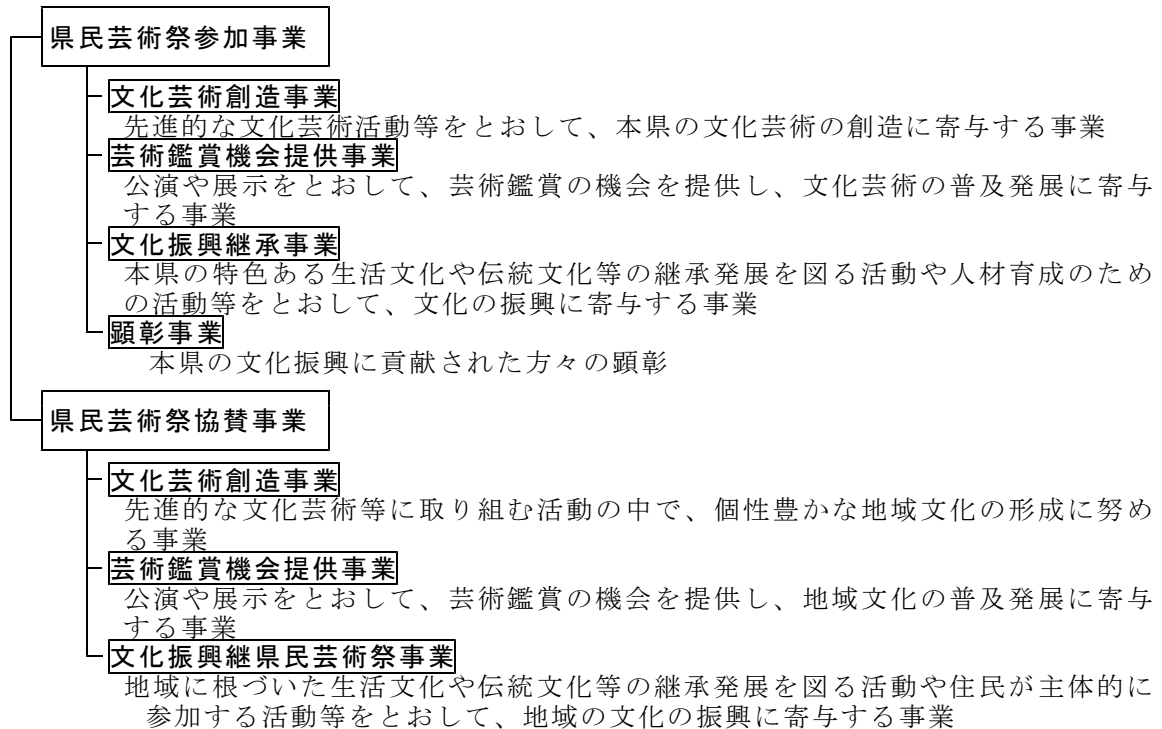 県民芸術祭参加事業
文化芸術創造事業
先進的な文化芸術活動等をとおして、本県の文化芸術の創造に寄与する事業
芸術鑑賞機会提供事業
公演や展示をとおして、芸術鑑賞の機会を提供し、文化芸術の普及発展に寄与
する事業
文化振興継承事業
本県の特色ある生活文化や伝統文化等の継承発展を図る活動や人材育成のため
の活動等をとおして、文化の振興に寄与する事業
顕彰事業
本県の文化振興に貢献された方々の顕彰
県民芸術祭協賛事業
文化芸術創造事業
先進的な文化芸術等に取り組む活動の中で、個性豊かな地域文化の形成に努め
る事業
芸術鑑賞機会提供事業
公演や展示をとおして、芸術鑑賞の機会を提供し、地域文化の普及発展に寄与
する事業
文化振興継県民芸術祭事業
地域に根づいた生活文化や伝統文化等の継承発展を図る活動や住民が主体的に
参加する活動等をとおして、地域の文化の振興に寄与する事業